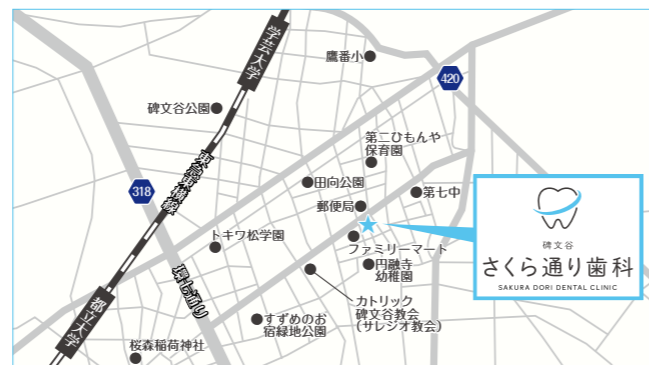 学芸大学
鷹番小
420
碑文谷公園
第二ひもんや
保育園
東急東横線
318
田向公園
第七中
郵便局
碑文谷
さくら通り歯科
SAKURA DORI DENTAL CLINIC
トキワ松学園
ファミリーマート
円融寺
幼稚園
環七通り
カトリック
碑文谷教会
(サレジオ教会)
都立大学
すずめのお
宿緑地公園
桜森稲荷神社